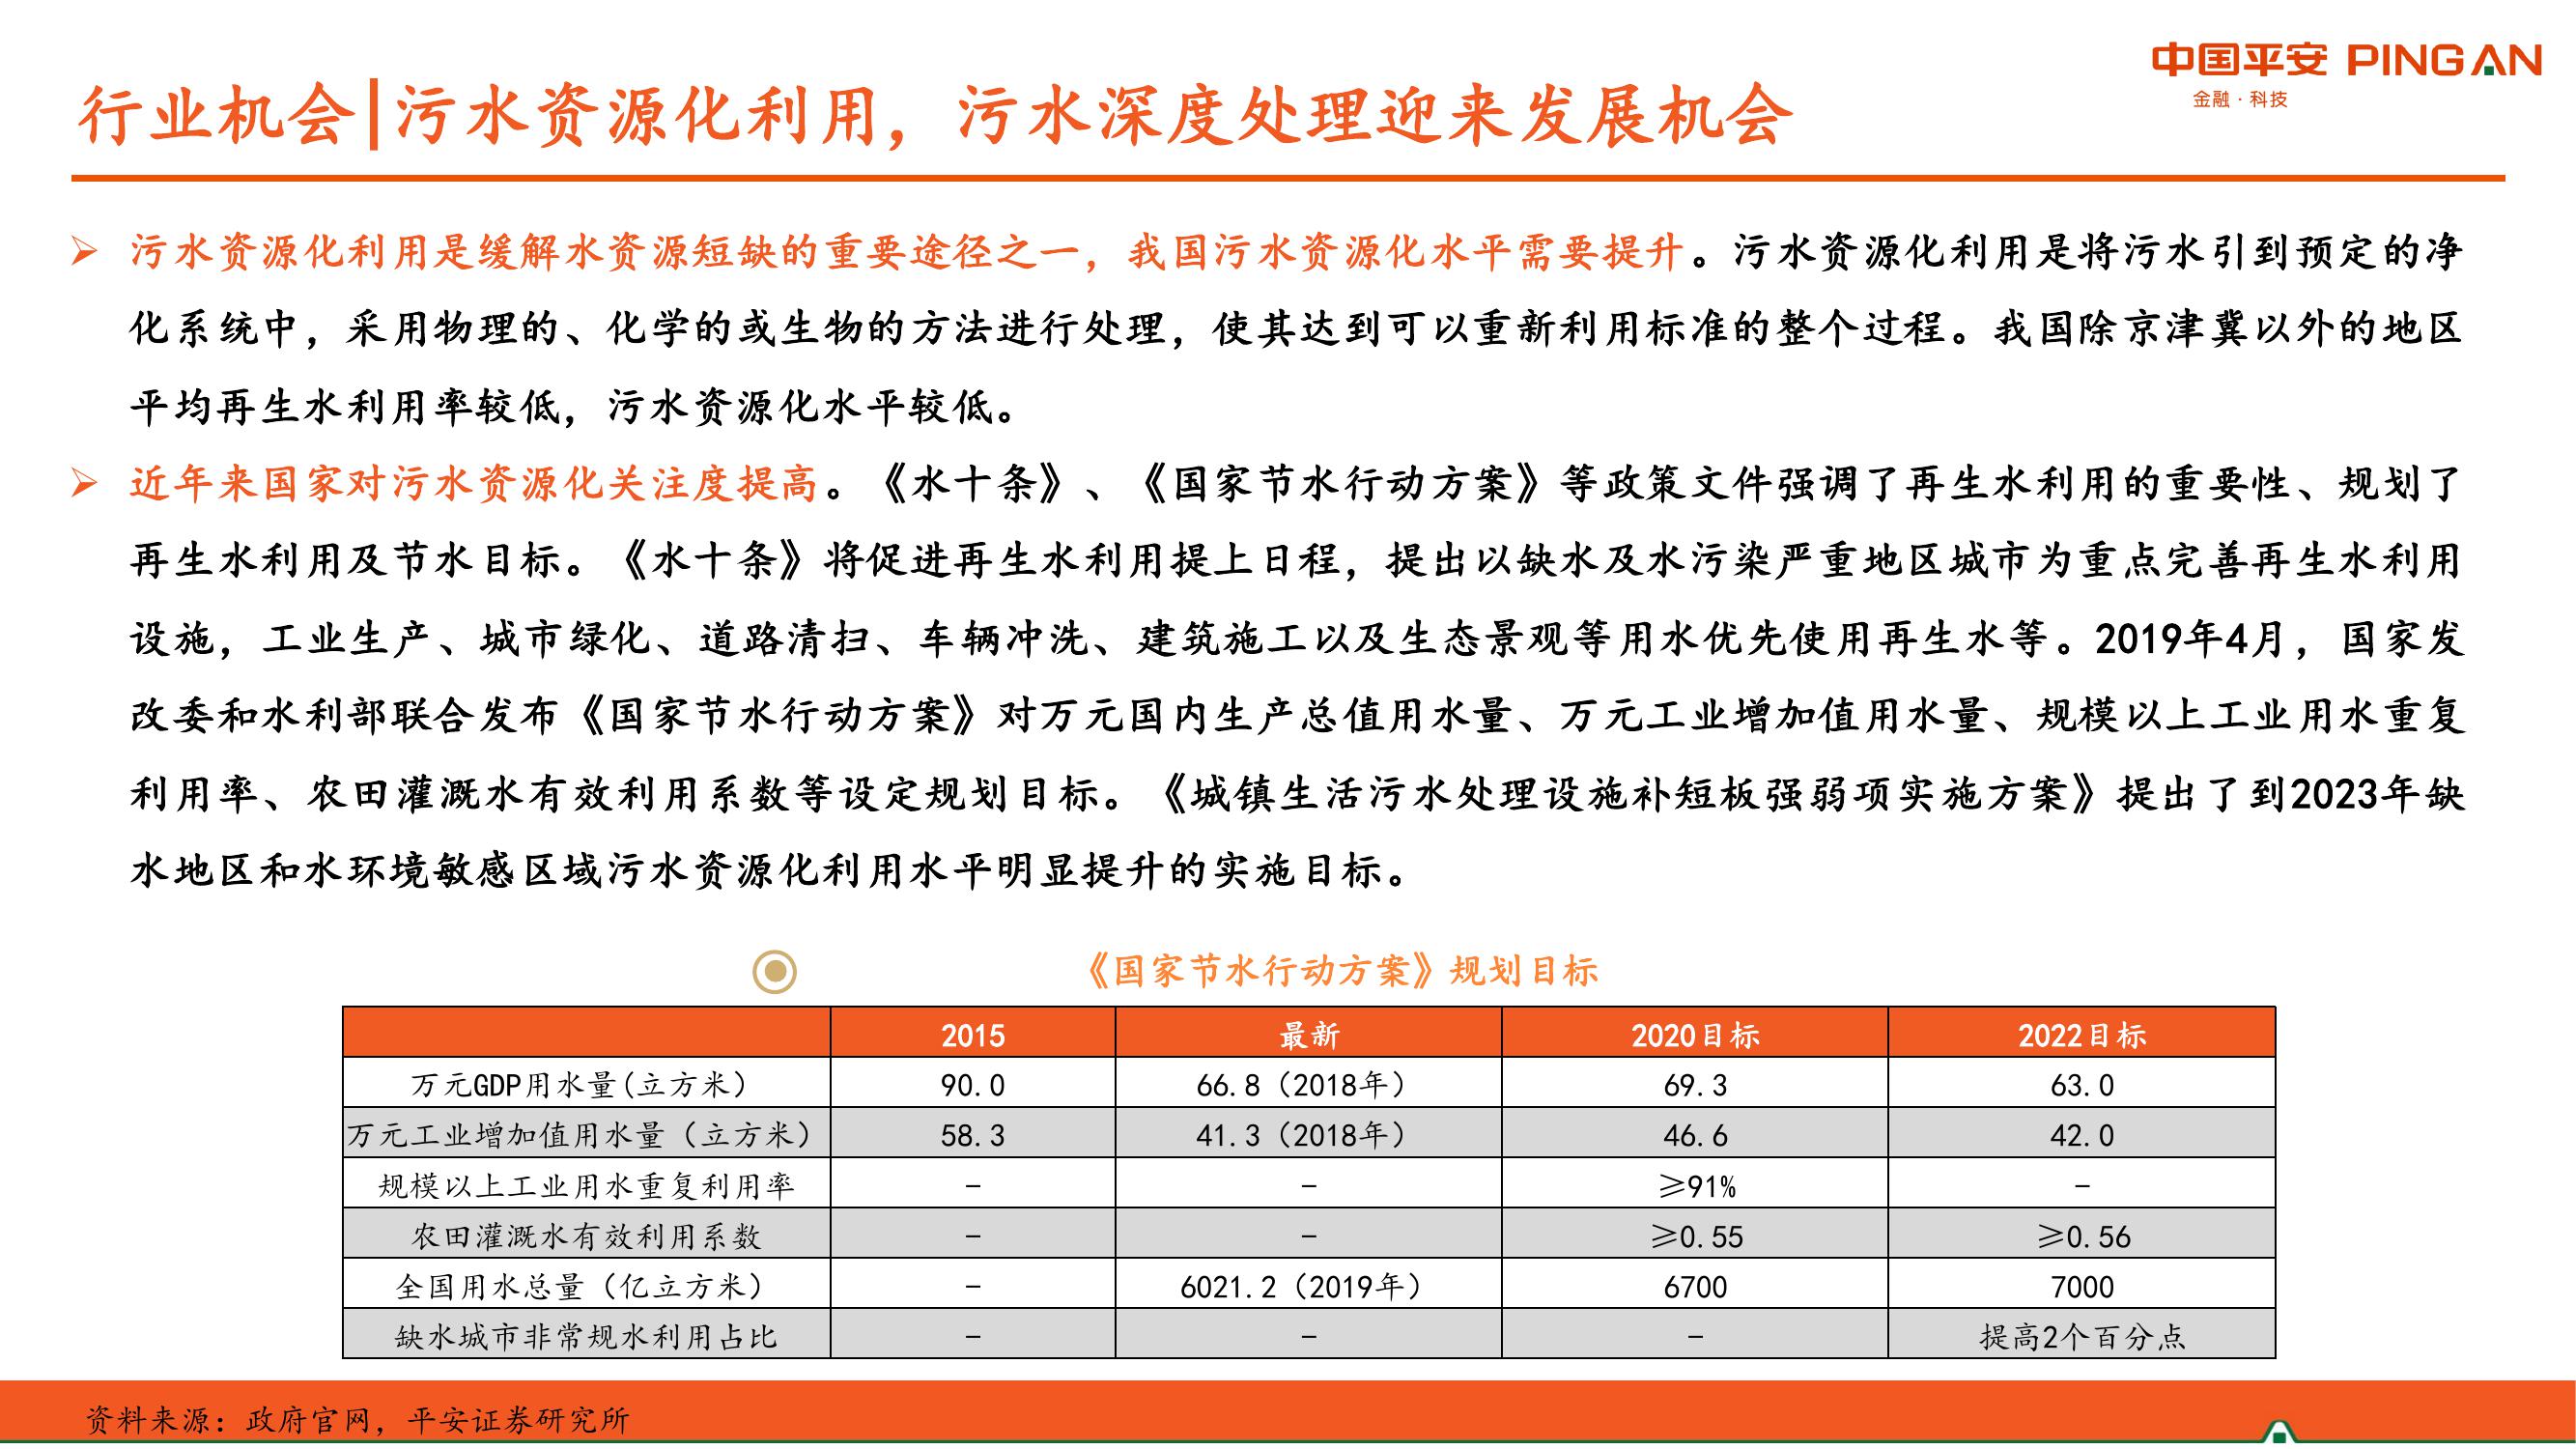 中国平安 PINGAN
金融·科技
行业机会|污水资源化利用，污水深度处理迎来发展机会
污水资源化利用是缓解水资源短缺的重要途径之一，我国污水资源化水平需要提升。污水资源化利用是将污水引到预定的净
化系统中，采用物理的、化学的或生物的方法进行处理，使其达到可以重新利用标准的整个过程。我国除京津冀以外的地区
平均再生水利用率较低，污水资源化水平较低。
近年来国家对污水资源化关注度提高。《水十条》、《国家节水行动方案》等政策文件强调了再生水利用的重要性、规划了
再生水利用及节水目标。《水十条》将促进再生水利用提上日程，提出以缺水及水污染严重地区城市为重点完善再生水利用
设施，工业生产、城市绿化、道路清扫、车辆冲洗、建筑施工以及生态景观等用水优先使用再生水等。2019年4月，国家发
改委和水利部联合发布《国家节水行动方案》对万元国内生产总值用水量、万元工业增加值用水量、规模以上工业用水重复
利用率、农田灌溉水有效利用系数等设定规划目标。《城镇生活污水处理设施补短板强弱项实施方案》提出了到2023年缺
水地区和水环境敏感区域污水资源化利用水平明显提升的实施目标。
《国家节水行动方案》规划目标
2015 最新 2020目标 2022目标
万元GDP用水量(立方米） 90.0 66.8（2018年） 69.3 63.0
万元工业增加值用水量（立方米） 58.3 41.3（2018年） 46.6 42.0
规模以上工业用水重复利用率 - - ≥91% -
农田灌溉水有效利用系数 - - ≥0.55 ≥0.56
全国用水总量（亿立方米） - 6021.2（2019年） 6700 7000
缺水城市非常规水利用占比 - - - 提高2个百分点
资料来源：政府官网，平安证券研究所